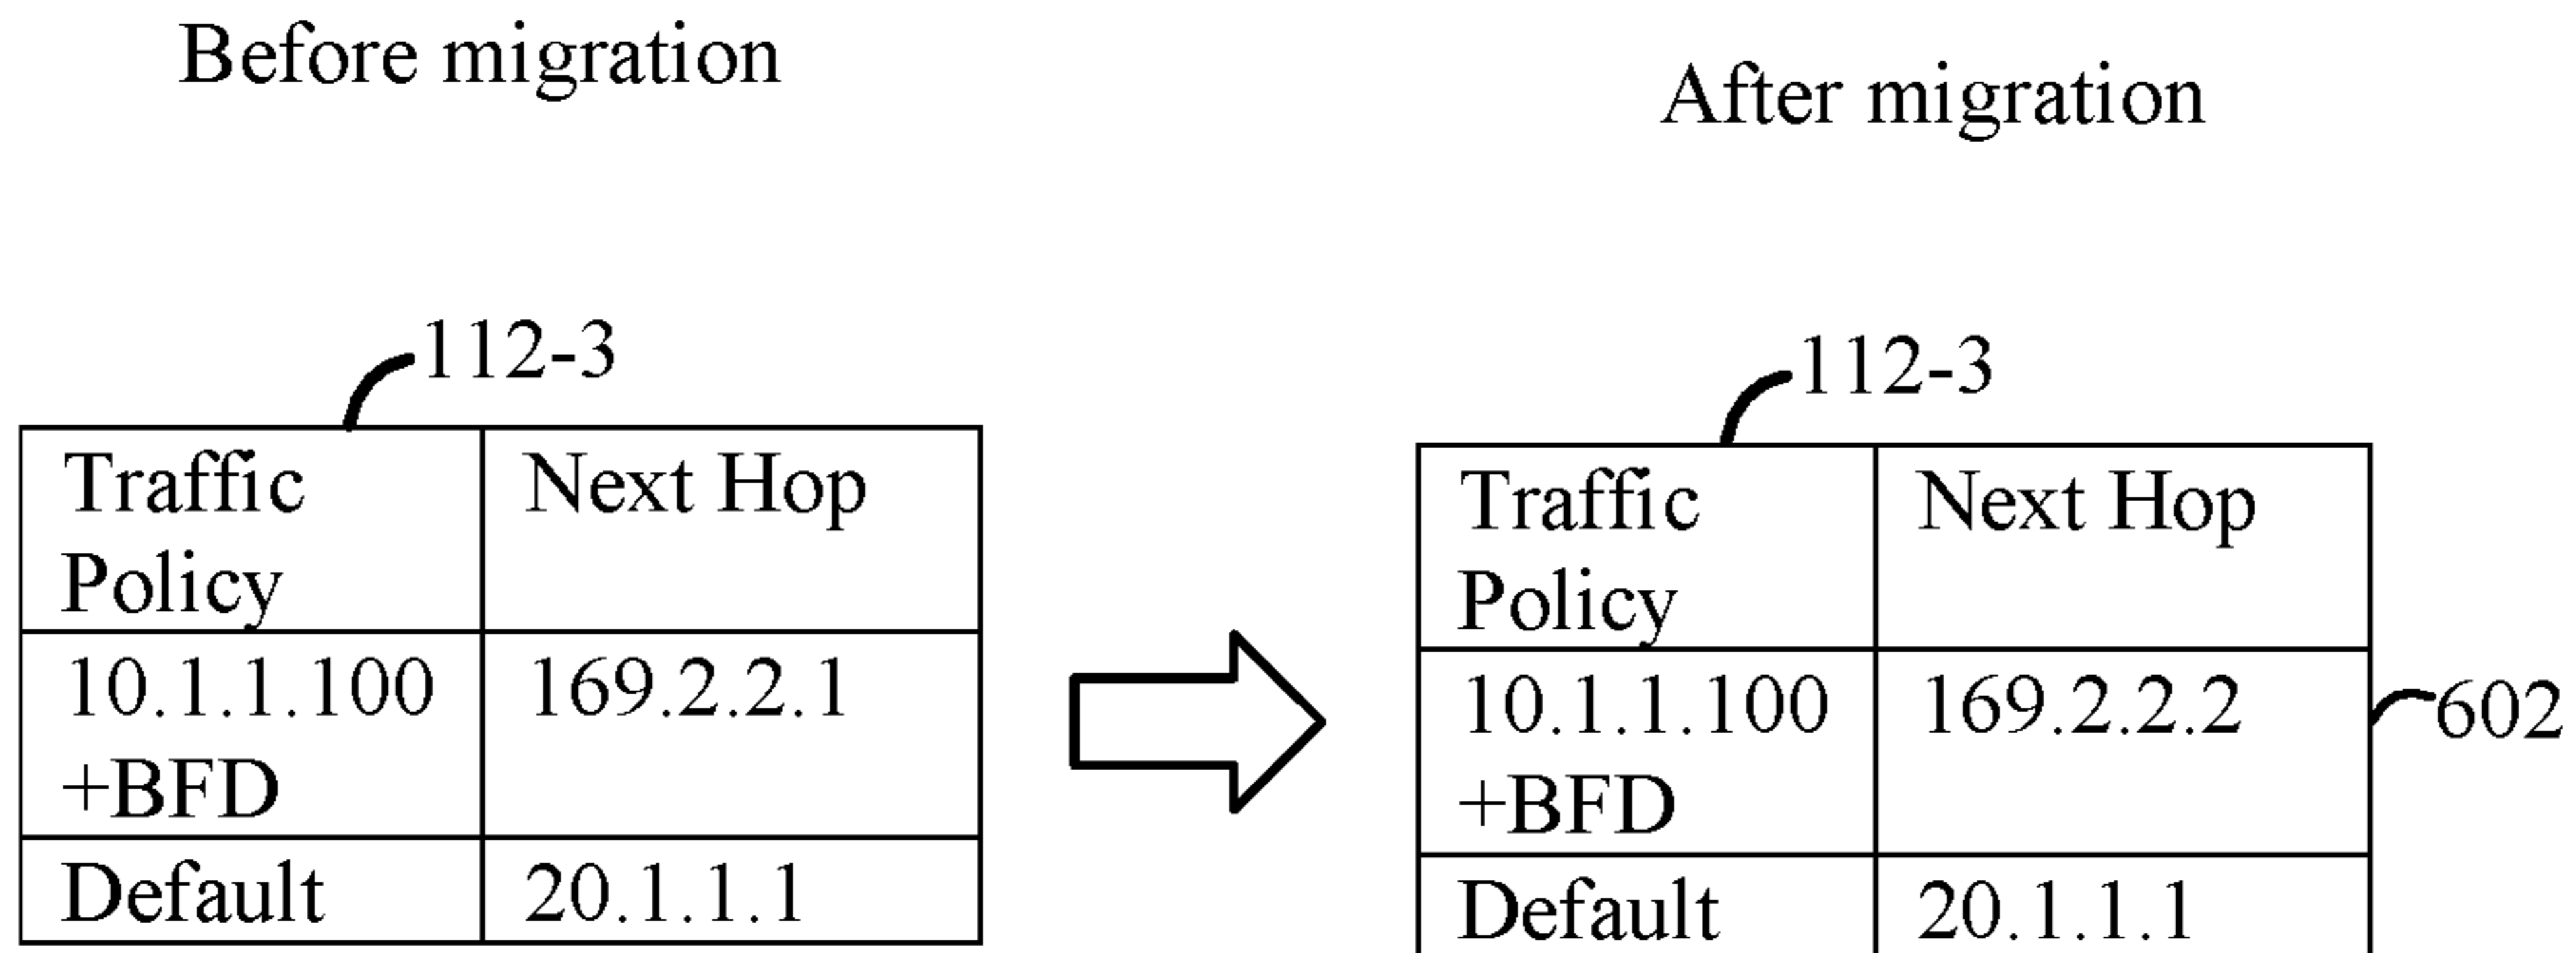 Before migration
After migration
112-3
Traffic Policy
Next Hop
10.1.1.100 +BFD
169.2.2.1
Default
20.1.1.1
112-3
Traffic Policy
Next Hop
10.1.1.100 +BFD
169.2.2.2
602
Default
20.1.1.1